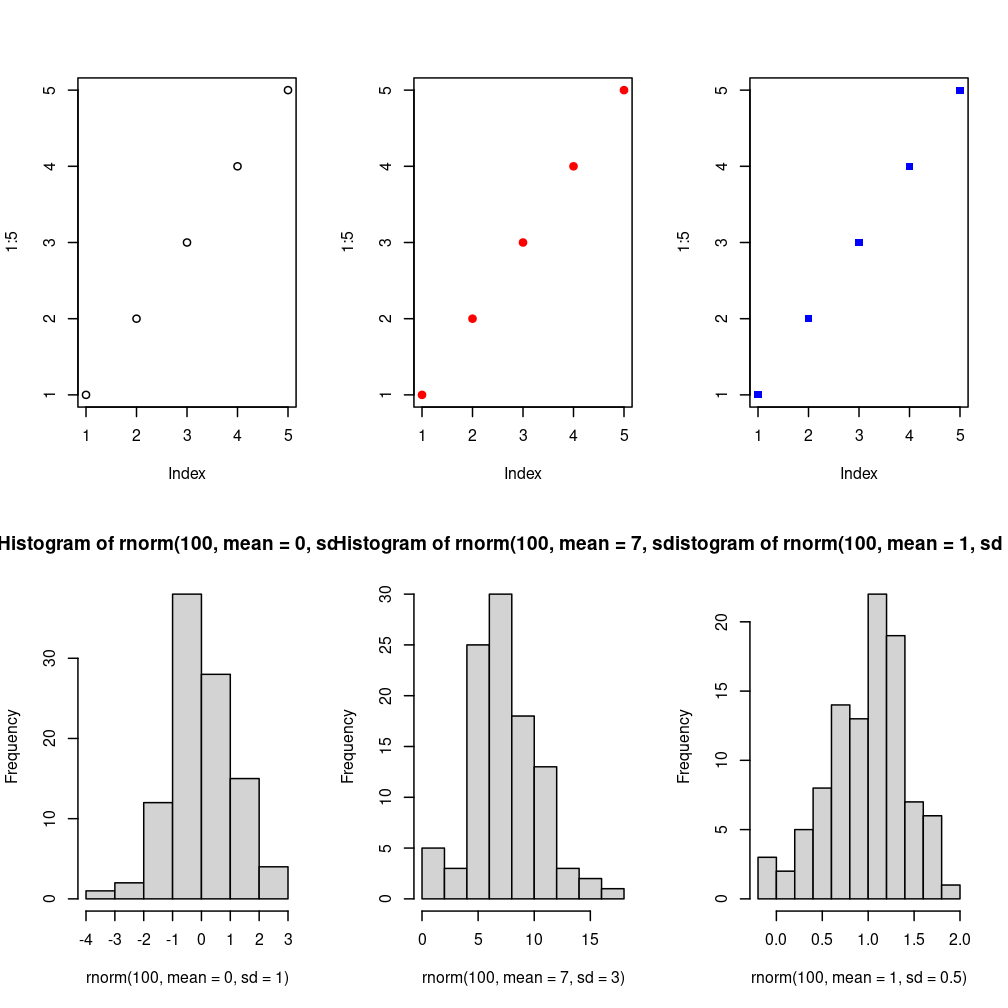 5
4
3
2
1
1:5
1 2 3 4 5
Index
5
4
3
2
1
1:5
1 2 3 4 5
Index
5
4
3
2
1
1:5
1 2 3 4 5
Index
Histogram of rnorm(100, mean = 0, sd
30
20
10
0
Frequency
-4 -3 -2 -1 0 1 2 3
rnorm(100, mean = 0, sd = 1)
Histogram of rnorm(100, mean = 7, sd
30
25
20
15
10
5
0
Frequency
0 5 10 15
rnorm(100, mean = 7, sd = 3)
istogram of rnorm(100, mean = 1, sd
20
15
10
5
0
Frequency
0.0 0.5 1.0 1.5 2.0
rnorm(100, mean = 1, sd = 0.5)